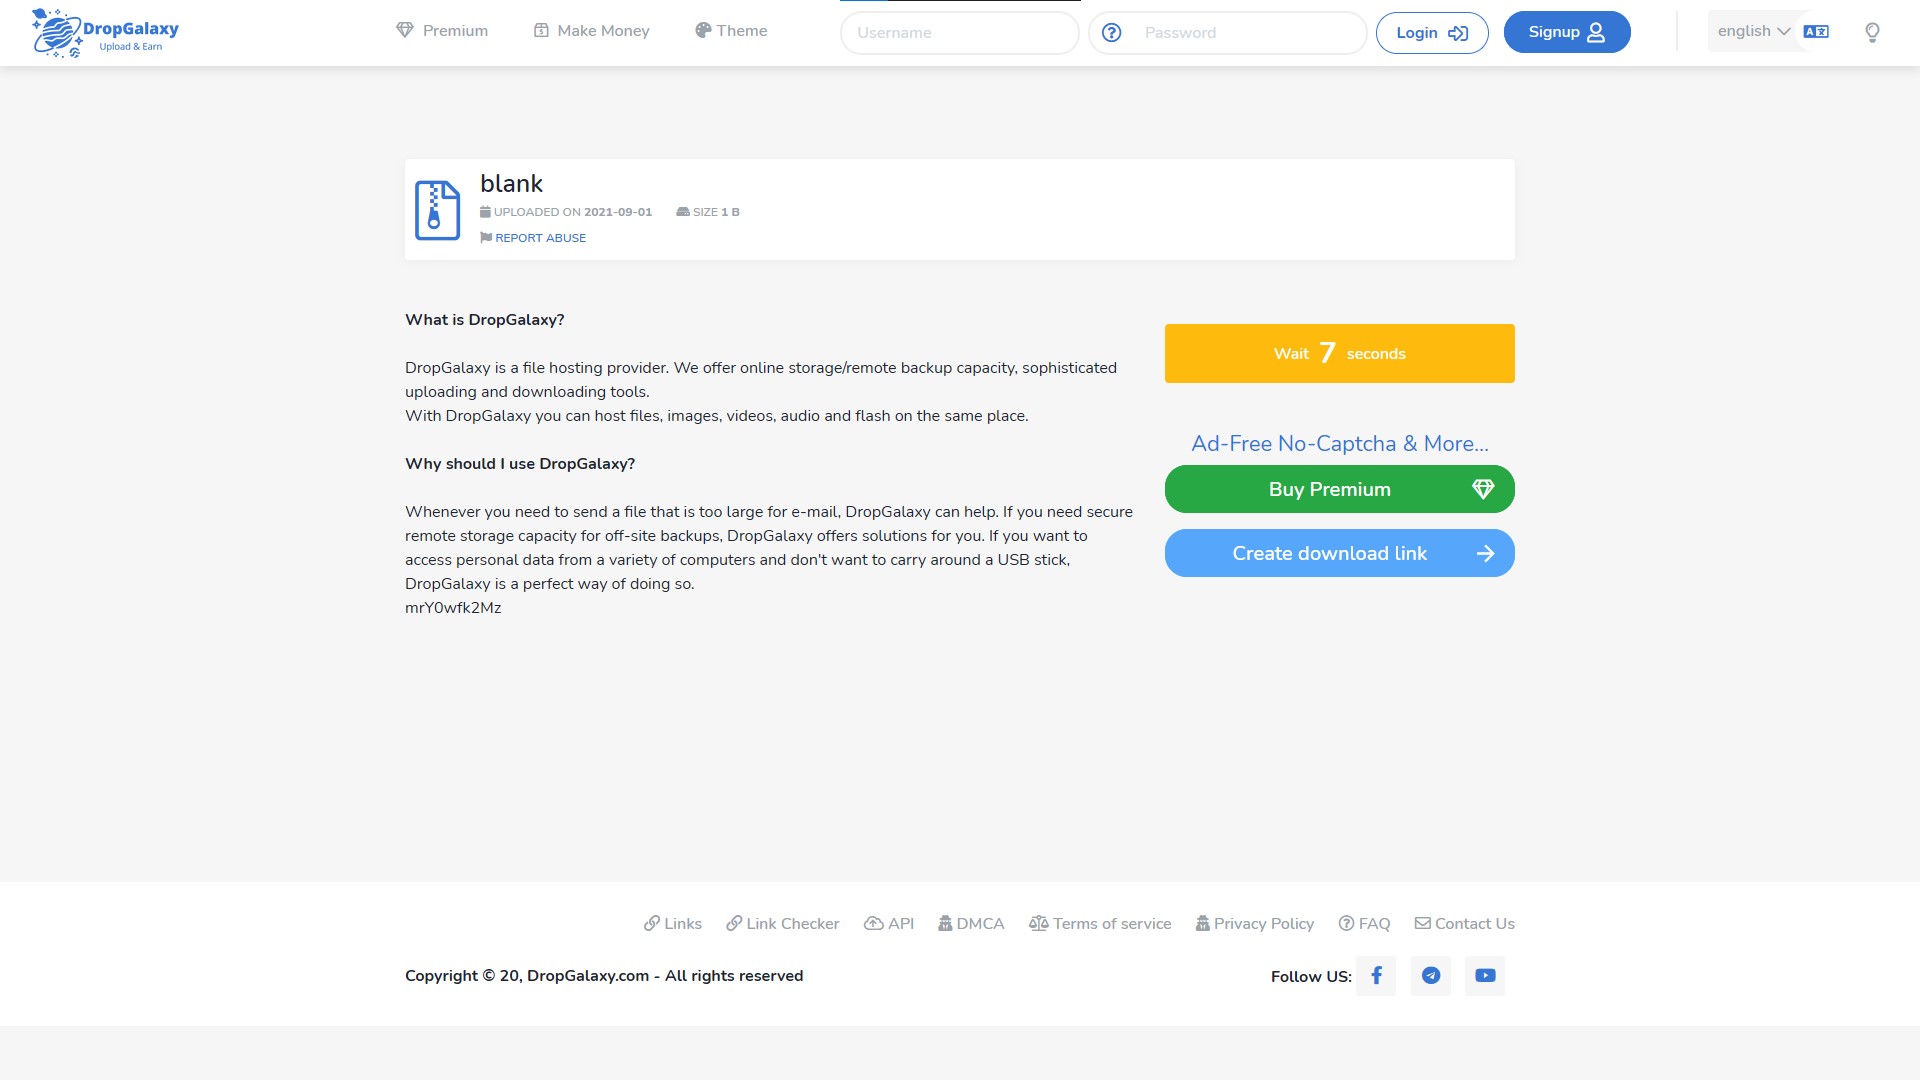 DropGalaxy
Upload & Earn
Premium
Make Money
Theme
Username
Password
Login
Signup
english
blank
UPLOADED ON 2021-09-01
SIZE 1 B
REPORT ABUSE
What is DropGalaxy?
DropGalaxy is a file hosting provider. We offer online storage/remote backup capacity, sophisticated
uploading and downloading tools.
With DropGalaxy you can host files, images, videos, audio and flash on the same place.
Why should I use DropGalaxy?
Whenever you need to send a file that is too large for e-mail, DropGalaxy can help. If you need secure
remote storage capacity for off-site backups, DropGalaxy offers solutions for you. If you want to
access personal data from a variety of computers and don't want to carry around a USB stick,
DropGalaxy is a perfect way of doing so.
mrY0wfk2Mz
Wait 7 seconds
Ad-Free No-Captcha & More...
Buy Premium
Create download link
Links
Link Checker
API
DMCA
Terms of service
Privacy Policy
FAQ
Contact Us
Copyright © 20, DropGalaxy.com - All rights reserved
Follow US: